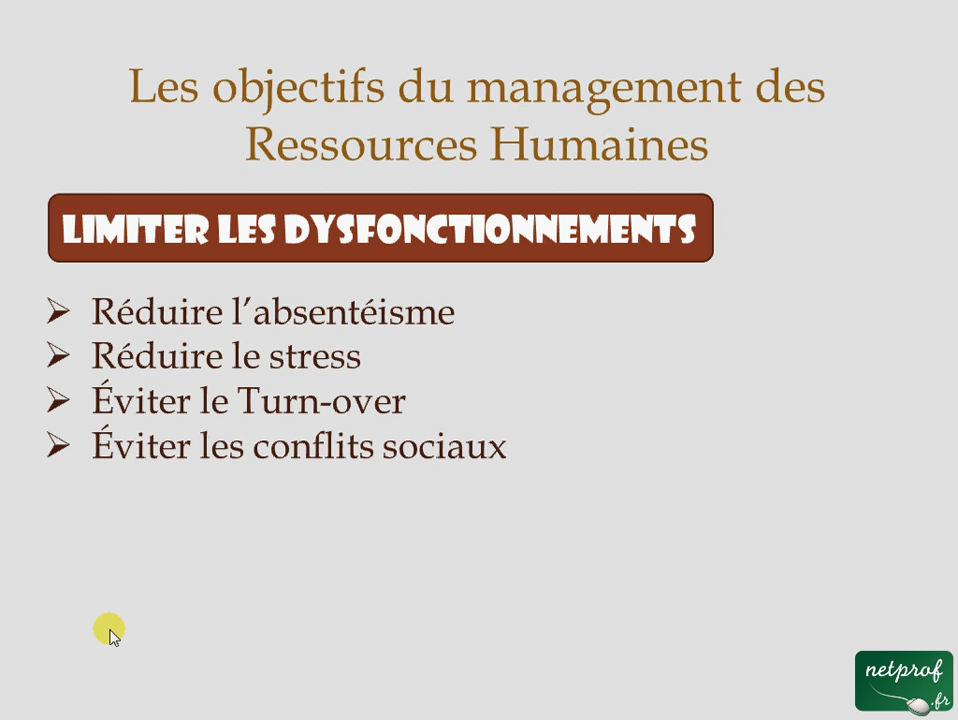 Les objectifs du management des
Ressources Humaines
LIMITER LES DYSFONCTIONNEMENTS
Réduire l’absentéisme
Réduire le stress
Éviter le Turn-over
Éviter les conflits sociaux
netprof
.fr